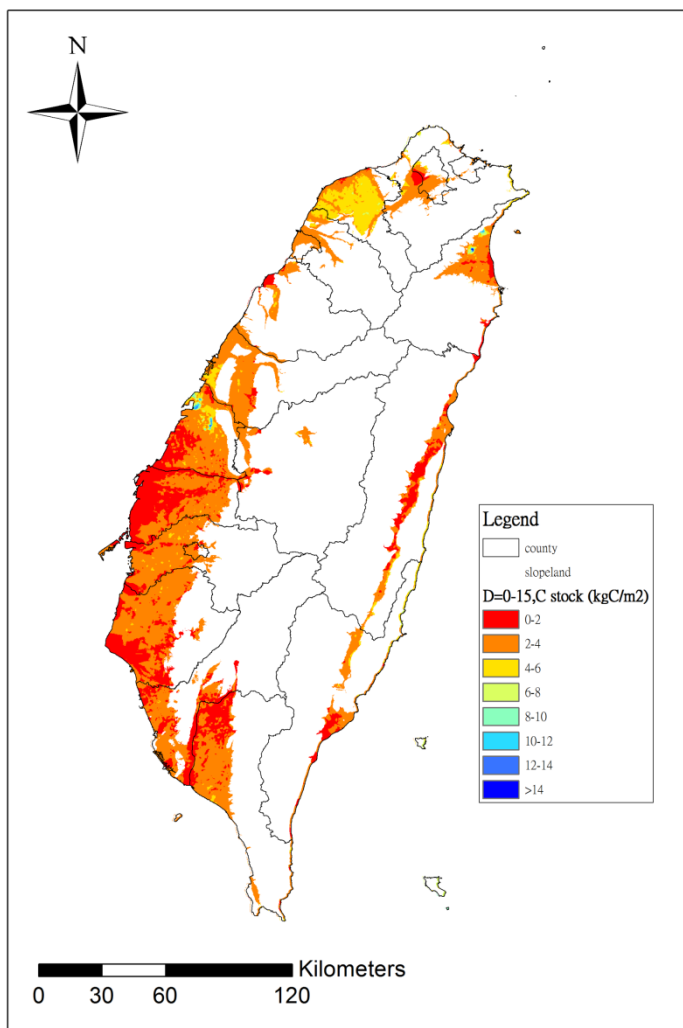 N
Legend
county
slopeland
D=0-15,C stock (kgC/m2)
0-2
2-4
4-6
6-8
8-10
10-12
12-14
>14
Kilometers
0 30 60 120